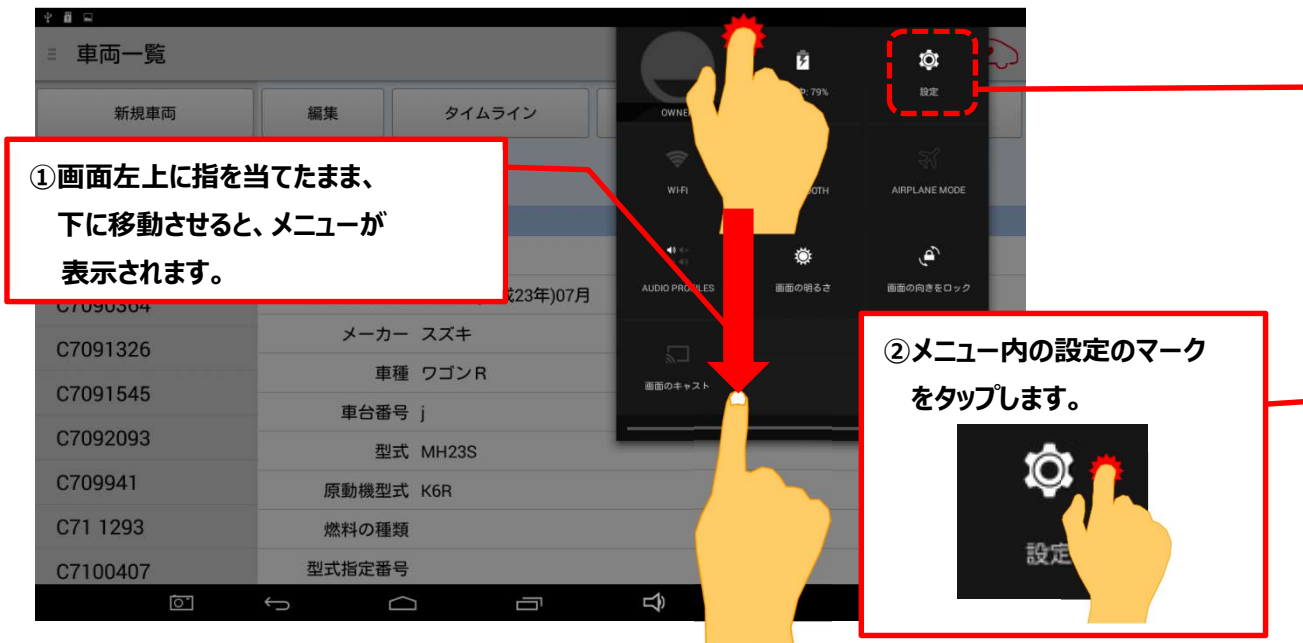 車両一覧
新規車両
編集
タイムライン
79%
設定
①画面左上に指を当てたまま、
下に移動させると、メニューが
表示されます。
WI-FI
AIRPLANE MODE
画面の明るさ
画面の向きをロック
画面のキャスト
23年)07月
C7090364
C7091326
C7091545
C7092093
C709941
C71 1293
C7100407
メーカー スズキ
車種 ワゴンR
車台番号 j
型式 MH23S
原動機型式 K6R
燃料の種類
型式指定番号
②メニュー内の設定のマーク
をタップします。
設定